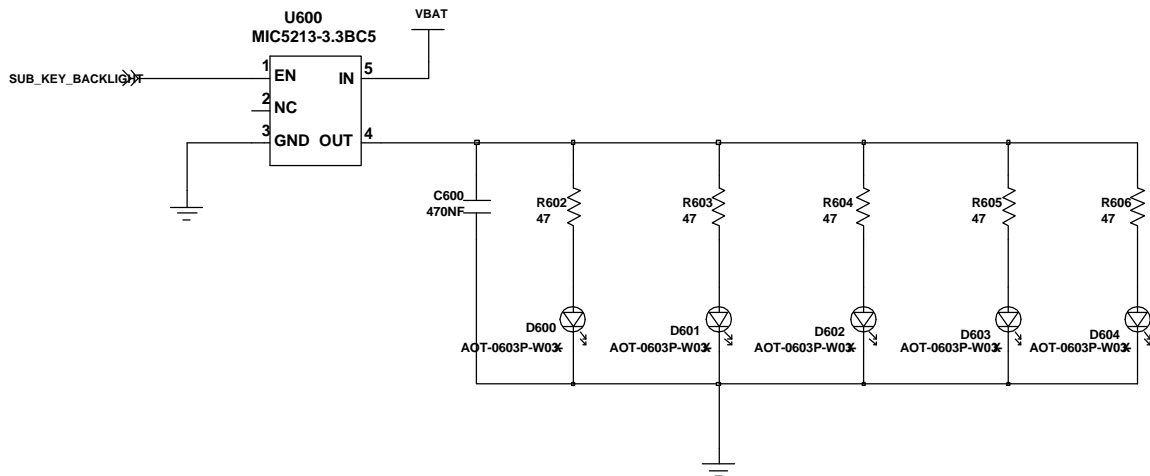 U600
MIC5213-3.3BC5
VBAT
SUB_KEY_BACKLIGHT
1
EN
IN
5
2
NC
3
GND
OUT
4
C600
470NF
R602
47
R603
47
R604
47
R605
47
R606
47
D600
AOT-0603P-W03
D601
AOT-0603P-W03
D602
AOT-0603P-W03
D603
AOT-0603P-W03
D604
AOT-0603P-W03